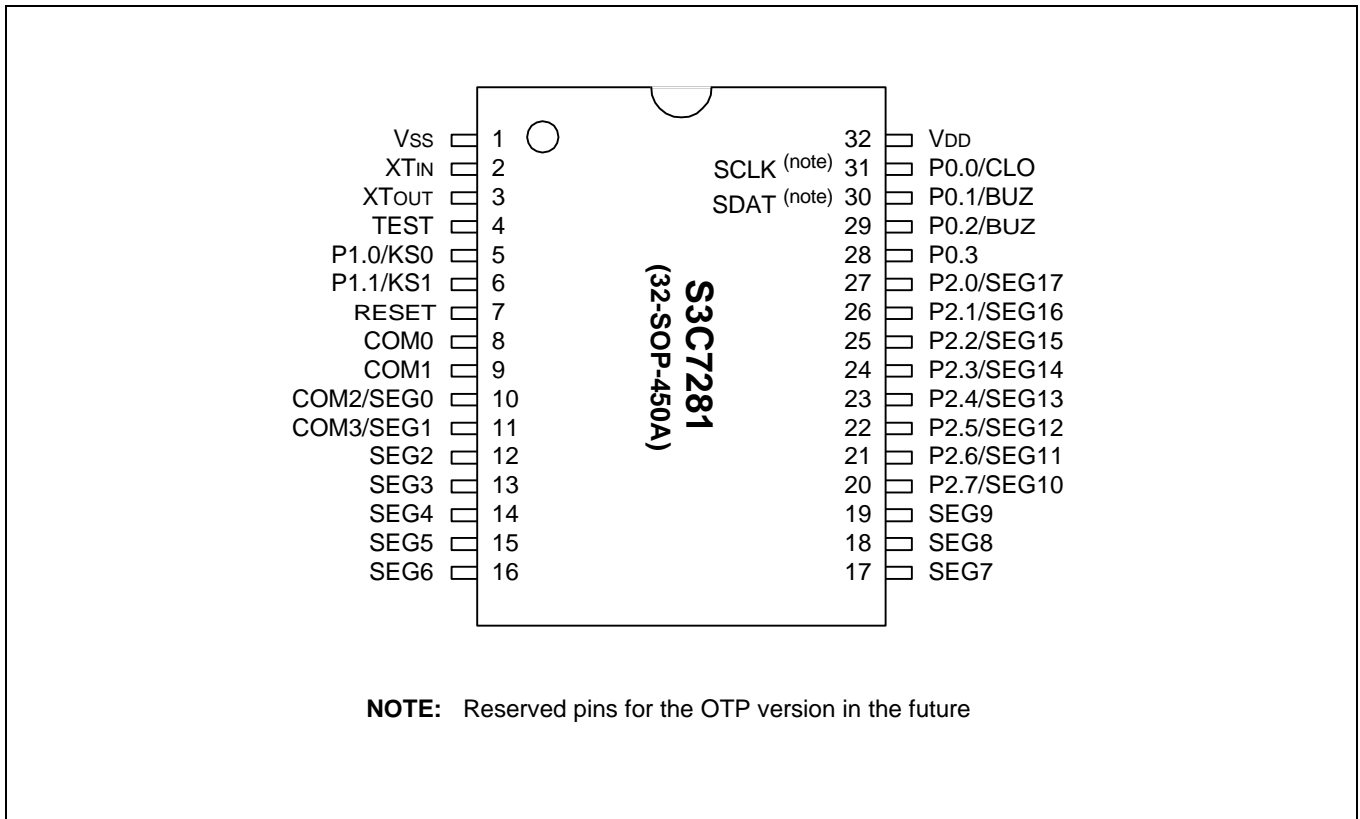 VSS 1 32 VDD
XTIN 2 SCLK (note) 31 P0.0/CLO
XTOUT 3 SDAT (note) 30 P0.1/BUZ
TEST 4 29 P0.2/BUZ
P1.0/KS0 5 28 P0.3
P1.1/KS1 6 27 P2.0/SEG17
RESET 7 26 P2.1/SEG16
COM0 8 25 P2.2/SEG15
COM1 9 24 P2.3/SEG14
COM2/SEG0 10 23 P2.4/SEG13
COM3/SEG1 11 22 P2.5/SEG12
SEG2 12 21 P2.6/SEG11
SEG3 13 20 P2.7/SEG10
SEG4 14 19 SEG9
SEG5 15 18 SEG8
SEG6 16 17 SEG7
S3C7281
(32-SOP-450A)
NOTE: Reserved pins for the OTP version in the future